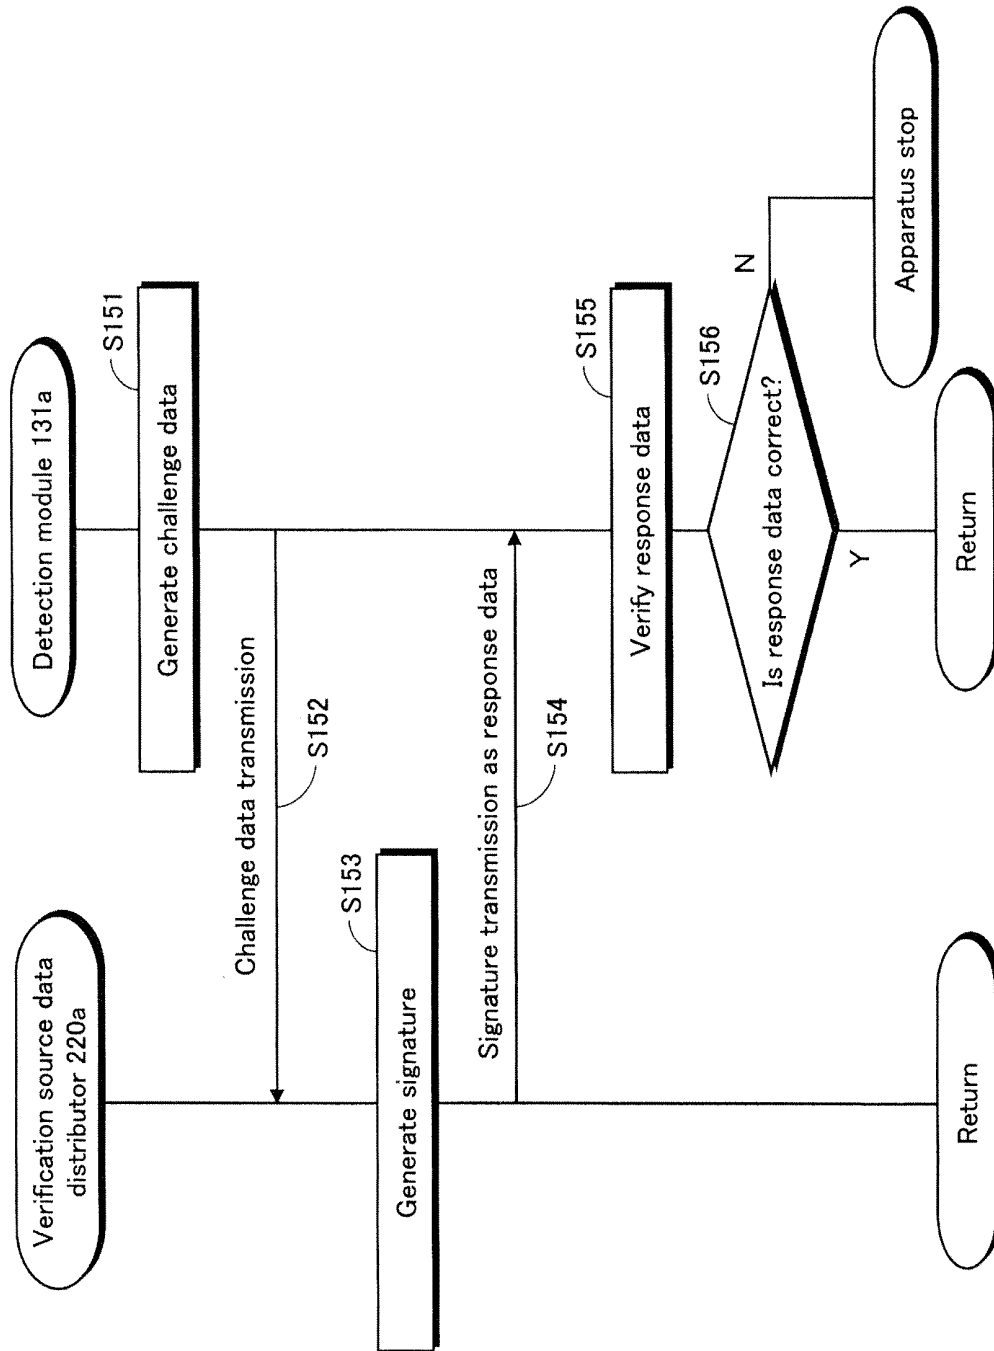 Verification source data
distributor 220a
Detection module 131a
Generate challenge data
S151
Challenge data transmission
S152
Generate signature
S153
Signature transmission as response data
S154
Verify response data
S155
Is response data correct?
S156
N
Y
Return
Return
Apparatus stop